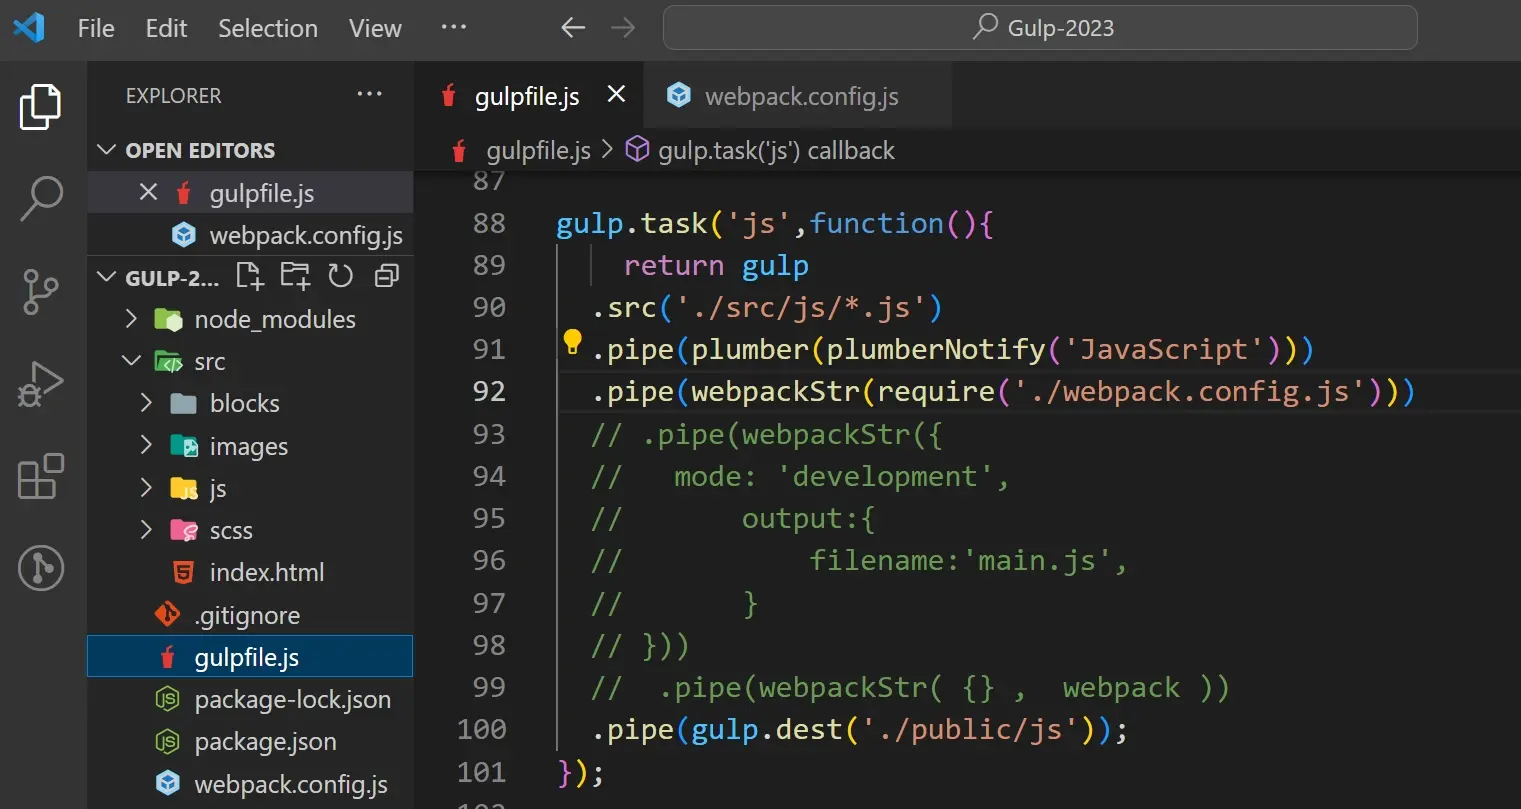 File Edit Selection View ··· Gulp-2023
EXPLORER ···
OPEN EDITORS
gulpfile.js
webpack.config.js
GULP-2...
node_modules
src
blocks
images
js
scss
index.html
.gitignore
gulpfile.js
package-lock.json
package.json
webpack.config.js
gulpfile.js webpack.config.js
gulpfile.js > gulp.task('js') callback
87
88 gulp.task('js',function(){
89 return gulp
90 .src('./src/js/*.js')
91 .pipe(plumber(plumberNotify('JavaScript')))
92 .pipe(webpackStr(require('./webpack.config.js')))
93 // .pipe(webpackStr({
94 // mode: 'development',
95 // output:{
96 // filename:'main.js',
97 // }
98 // }))
99 // .pipe(webpackStr( {} , webpack ))
100 .pipe(gulp.dest('./public/js'));
101 });